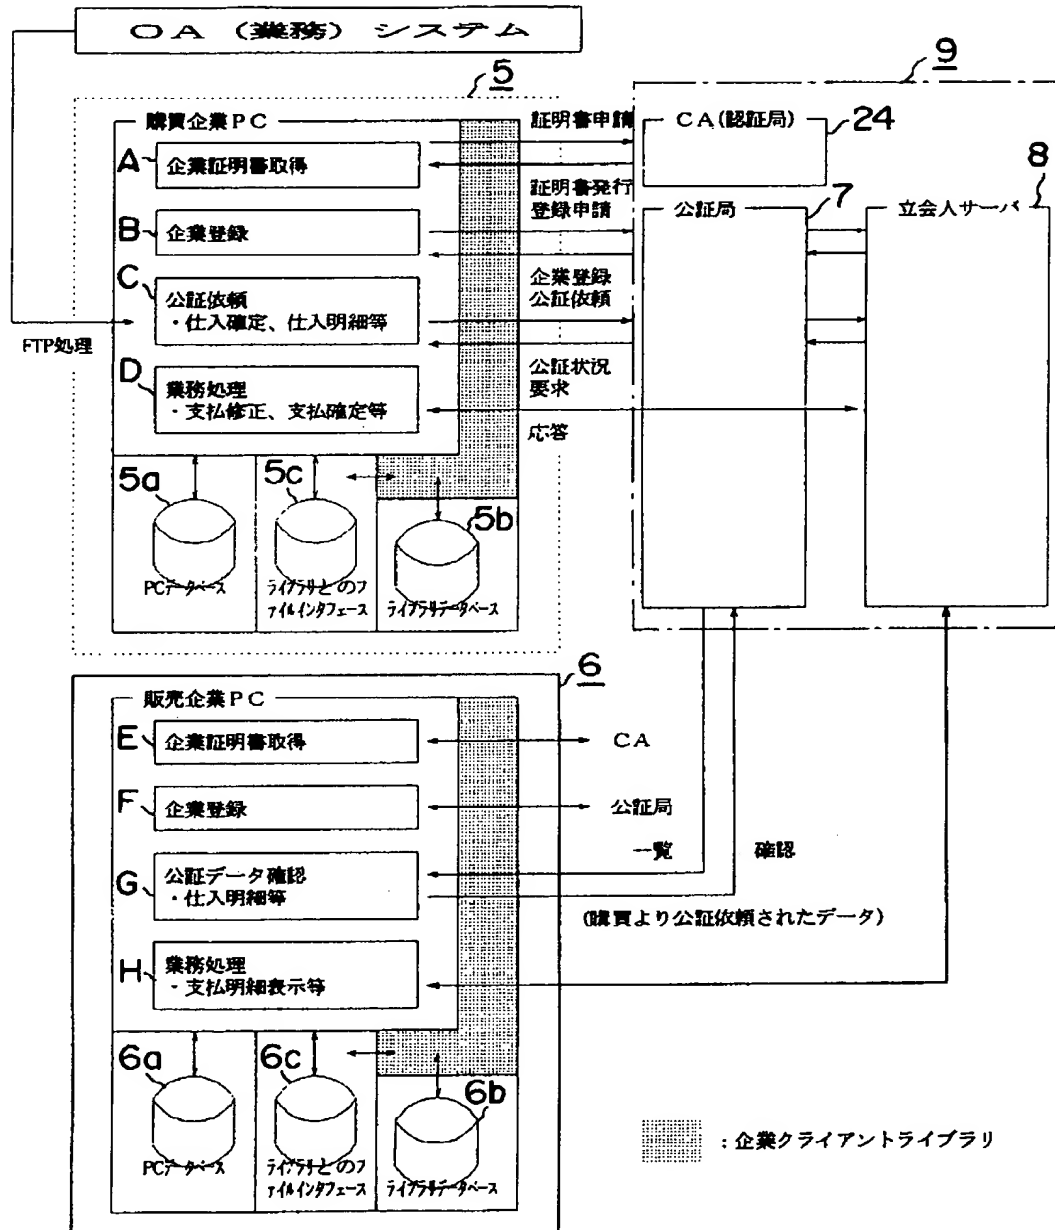 OA (業務) システム
5
9
購買企業PC
証明書申請
CA(認証局)
24
A
企業証明書取得
8
証明書発行
登録申請
公証局
7
立会人サーバ
B
企業登録
C
企業登録
公証依頼
公証依頼
・仕入確定、仕入明細等
FTP処理
D
公証状況
要求
業務処理
・支払修正、支払確定等
応答
5a
5c
5b
PCデータベース
ライブラリとのフ
ァイルインタフェース
ライブラリデータベース
6
販売企業PC
E
企業証明書取得
CA
F
企業登録
公証局
一覧
確認
G
公証データ確認
・仕入明細等
(購買より公証依頼されたデータ)
H
業務処理
・支払明細表示等
6a
6c
6b
PCデータベース
ライブラリとのフ
ァイルインタフェース
ライブラリデータベース
:企業クライアントライブラリ